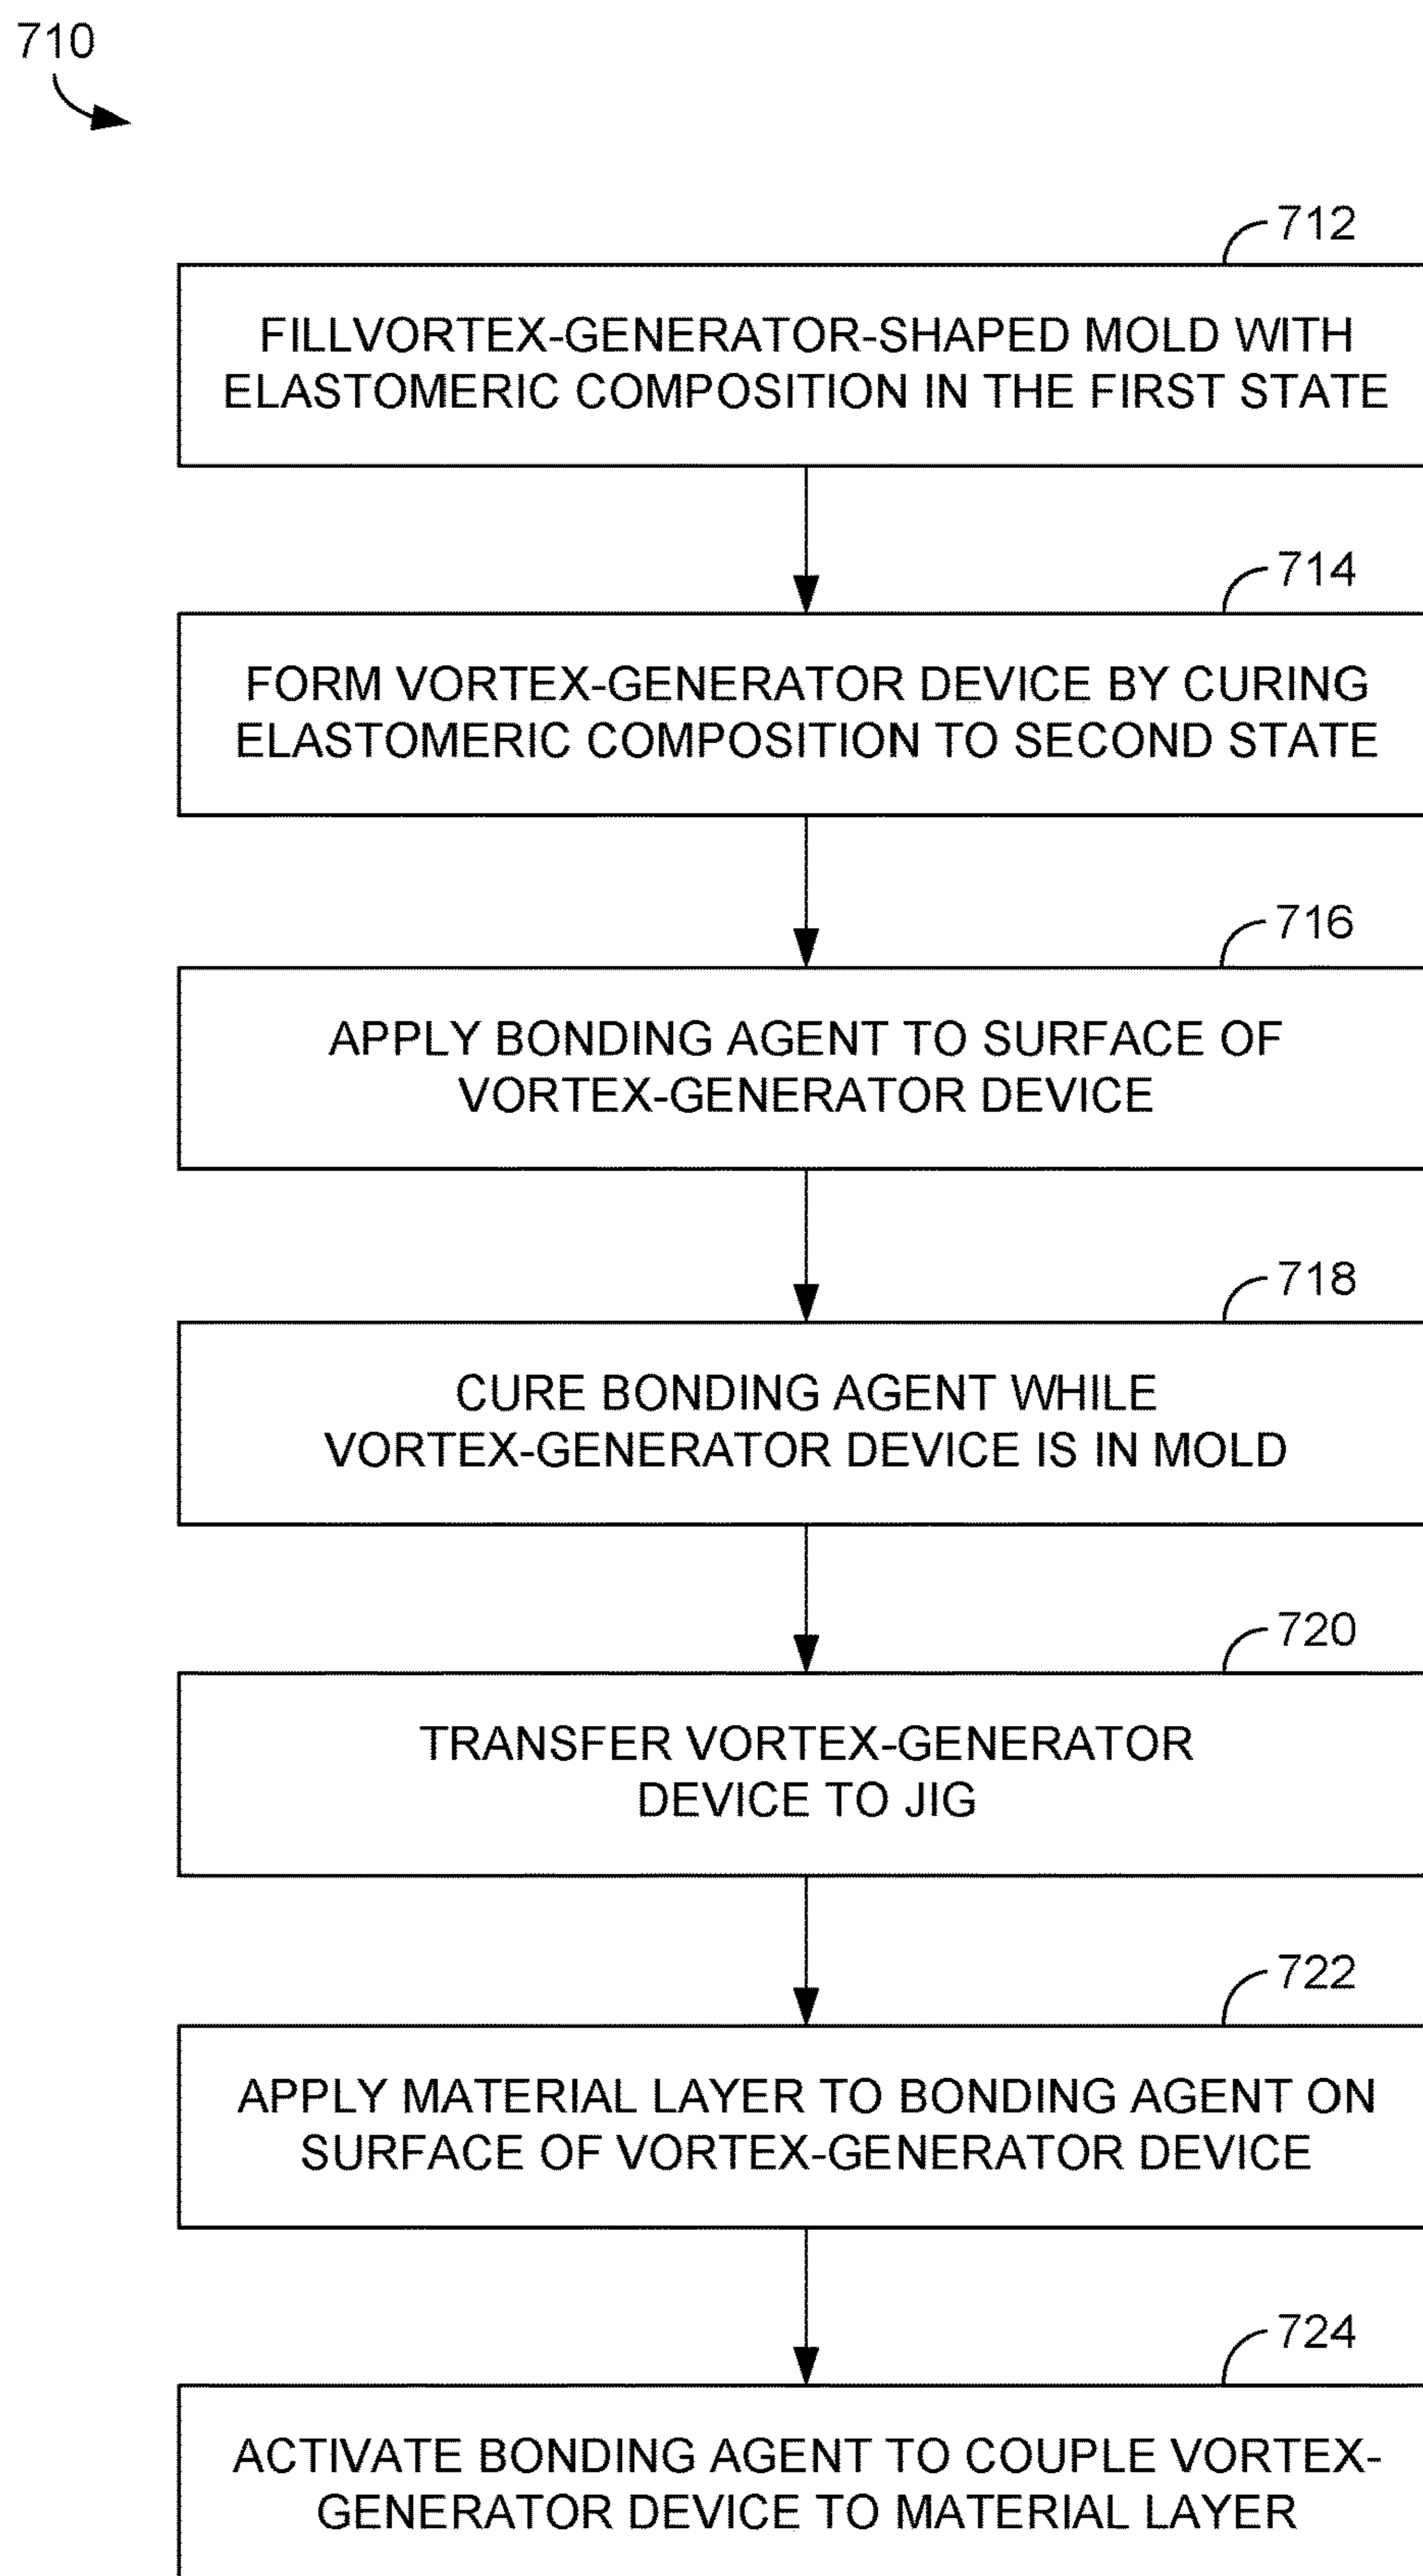 710
712
FILLVORTEX-GENERATOR-SHAPED MOLD WITH
ELASTOMERIC COMPOSITION IN THE FIRST STATE
714
FORM VORTEX-GENERATOR DEVICE BY CURING
ELASTOMERIC COMPOSITION TO SECOND STATE
716
APPLY BONDING AGENT TO SURFACE OF
VORTEX-GENERATOR DEVICE
718
CURE BONDING AGENT WHILE
VORTEX-GENERATOR DEVICE IS IN MOLD
720
TRANSFER VORTEX-GENERATOR
DEVICE TO JIG
722
APPLY MATERIAL LAYER TO BONDING AGENT ON
SURFACE OF VORTEX-GENERATOR DEVICE
724
ACTIVATE BONDING AGENT TO COUPLE VORTEX-
GENERATOR DEVICE TO MATERIAL LAYER